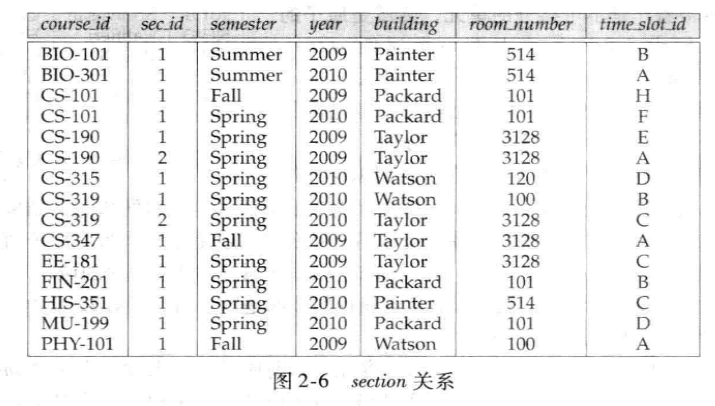 course_id sec_id semester year building room_number time_slot_id
BIO-101 1 Summer 2009 Painter 514 B
BIO-301 1 Summer 2010 Painter 514 A
CS-101 1 Fall 2009 Packard 101 H
CS-101 1 Spring 2010 Packard 101 F
CS-190 1 Spring 2009 Taylor 3128 E
CS-190 2 Spring 2009 Taylor 3128 A
CS-315 1 Spring 2010 Watson 120 D
CS-319 1 Spring 2010 Watson 100 B
CS-319 2 Spring 2010 Taylor 3128 C
CS-347 1 Fall 2009 Taylor 3128 A
EE-181 1 Spring 2009 Taylor 3128 C
FIN-201 1 Spring 2010 Packard 101 B
HIS-351 1 Spring 2010 Painter 514 C
MU-199 1 Spring 2010 Packard 101 D
PHY-101 1 Fall 2009 Watson 100 A
图 2-6 section 关系